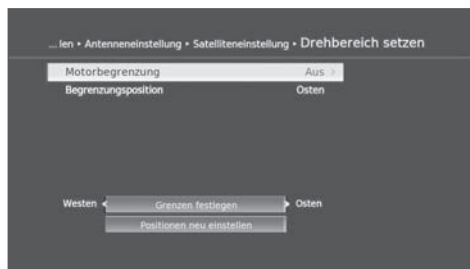 ... len • Antenneneinstellung • Satelliteneinstellung • Drehbereich setzen
Motorbegrenzung Aus >
Begrenzungsposition Osten
Westen Grenzen festlegen Osten
Positionen neu einstellen